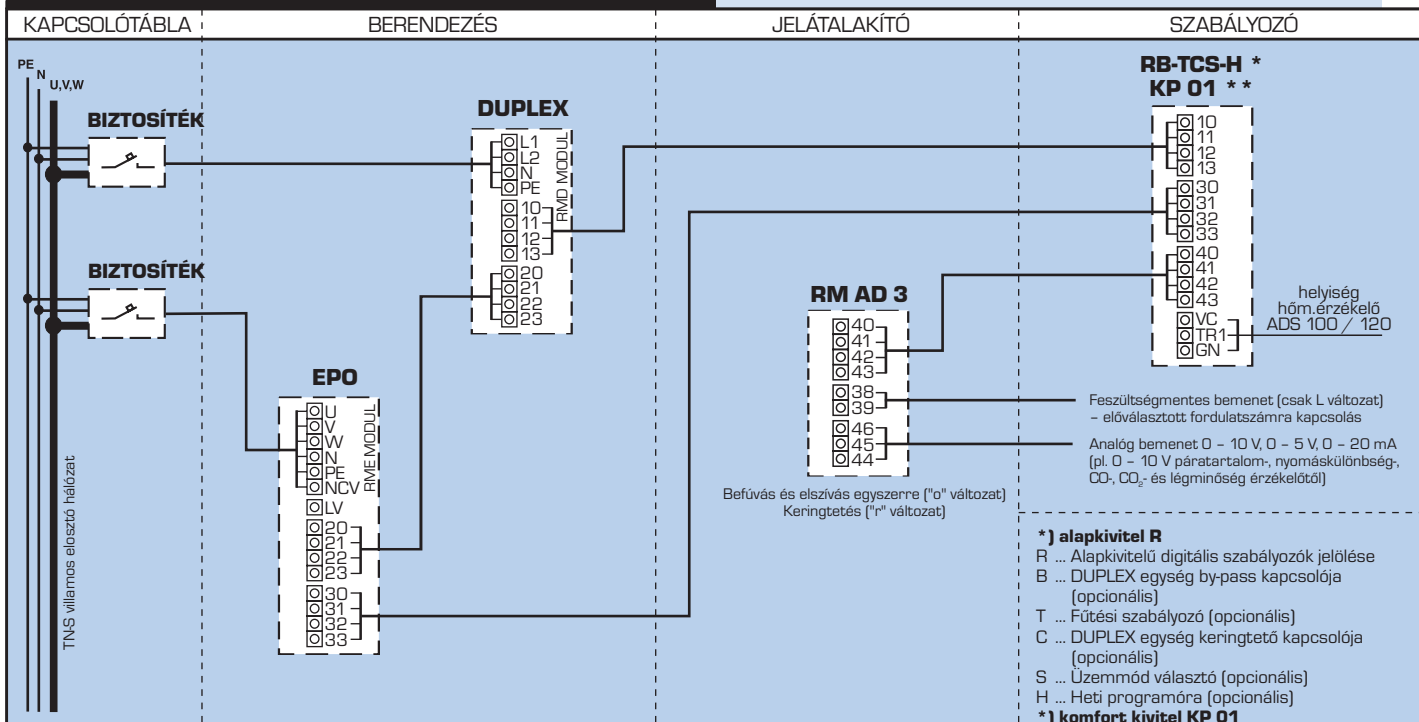 KAPCSOLÓTÁBLA
BERENDEZÉS
JELÁTALAKÍTÓ
SZABÁLYOZÓ
PE
N
U,V,W
BIZTOSÍTÉK
BIZTOSÍTÉK
TN-S villamos elosztó hálózat
DUPLEX
L1
L2
N
PE
10
11
12
13
20
21
22
23
RMD MODUL
EPO
U
V
W
N
PE
NCV
LV
20
21
22
23
30
31
32
33
RME MODUL
RM AD 3
40
41
42
43
38
39
46
45
44
Befúvás és elszívás egyszerre ("o" változat)
Keringtetés ("r" változat)
RB-TCS-H *
KP 01 * *
10
11
12
13
30
31
32
33
40
41
42
43
VC
TR1
GN
helyiség
hőm.érzékelő
ADS 100 / 120
Feszültségmentes bemenet (csak L változat)
– előválasztott fordulatszámra kapcsolás
Analóg bemenet 0 – 10 V, 0 – 5 V, 0 – 20 mA
(pl. 0 – 10 V páratartalom-, nyomáskülönbség-,
CO-, CO₂- és légminőség érzékelőtől)
*) alapkivitel R
R ... Alapkivitelű digitális szabályozók jelölése
B ... DUPLEX egység by-pass kapcsolója
(opcionális)
T ... Fűtési szabályozó (opcionális)
C ... DUPLEX egység keringtető kapcsolója
(opcionális)
S ... Üzemmód választó (opcionális)
H ... Heti programóra (opcionális)
*) komfort kivitel KP 01